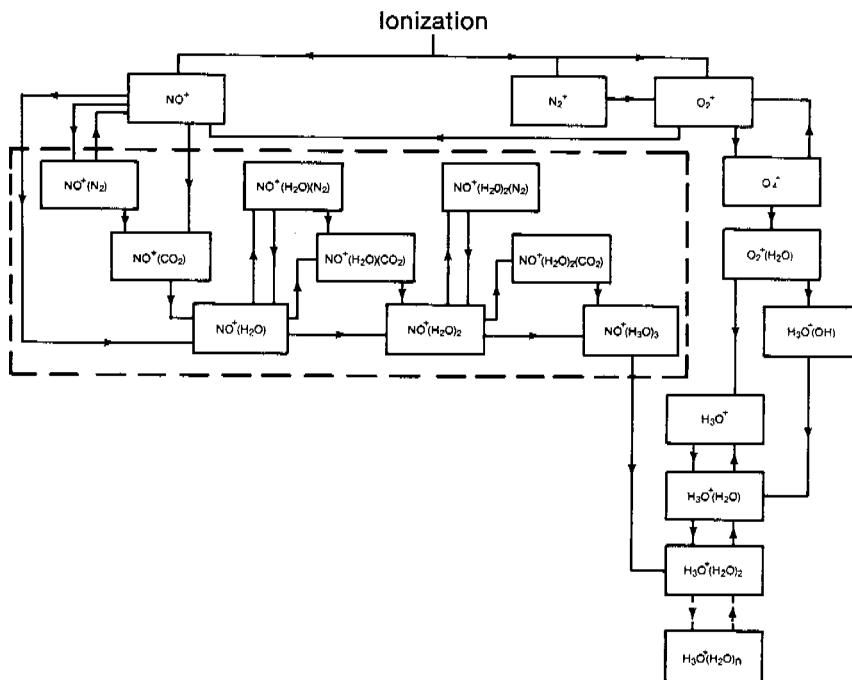 Ionization
NO⁺
N₂⁺
O₂⁺
NO⁺(N₂)
NO⁺(H₂O)(N₂)
NO⁺(H₂O)₂(N₂)
O₄⁺
NO⁺(CO₂)
NO⁺(H₂O)(CO₂)
NO⁺(H₂O)₂(CO₂)
O₂⁺(H₂O)
NO⁺(H₂O)
NO⁺(H₂O)₂
NO⁺(H₃O)₃
H₃O⁺(OH)
H₃O⁺
H₃O⁺(H₂O)
H₃O⁺(H₂O)₂
H₃O⁺(H₂O)n